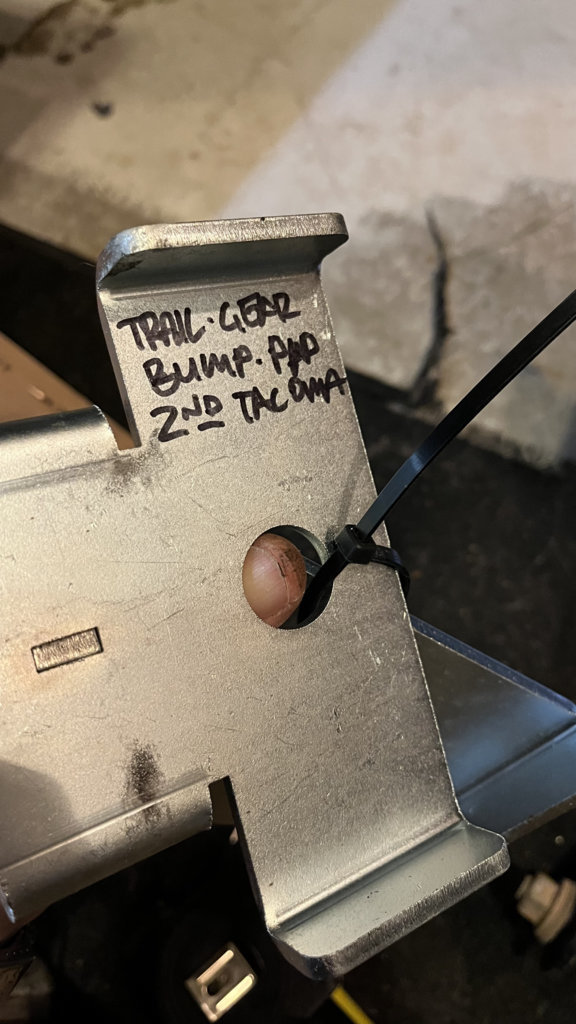 TRAIL-GEAR
BUMP. PAD
2ND TACOMA